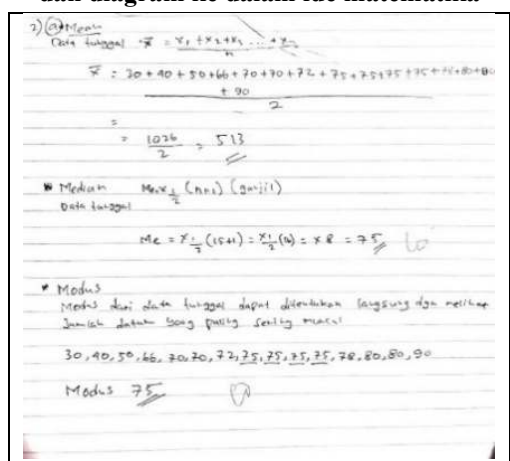 dan diagram ke dalam ide matematika
2) a) Mean
Data tunggal x̄ = x₁ + x₂ + x₃ ... + xₙ / n
x̄ = 30 + 40 + 50 + 66 + 70 + 70 + 72 + 75 + 75 + 75 + 75 + 78 + 80 + 80
+ 90
2
=
= 1026 / 2 = 513
* Median Me = x ½ (n+1) (ganjil)
Data tunggal
Me = x ½ (15+1) = x ½ (16) = x 8 = 75
* Modus
Modus dari data tunggal dapat ditentukan langsung dgn melihat
Jumlah datum yang paling sering muncul
30, 40, 50, 66, 70, 70, 72, 75, 75, 75, 75, 78, 80, 80, 90
Modus 75